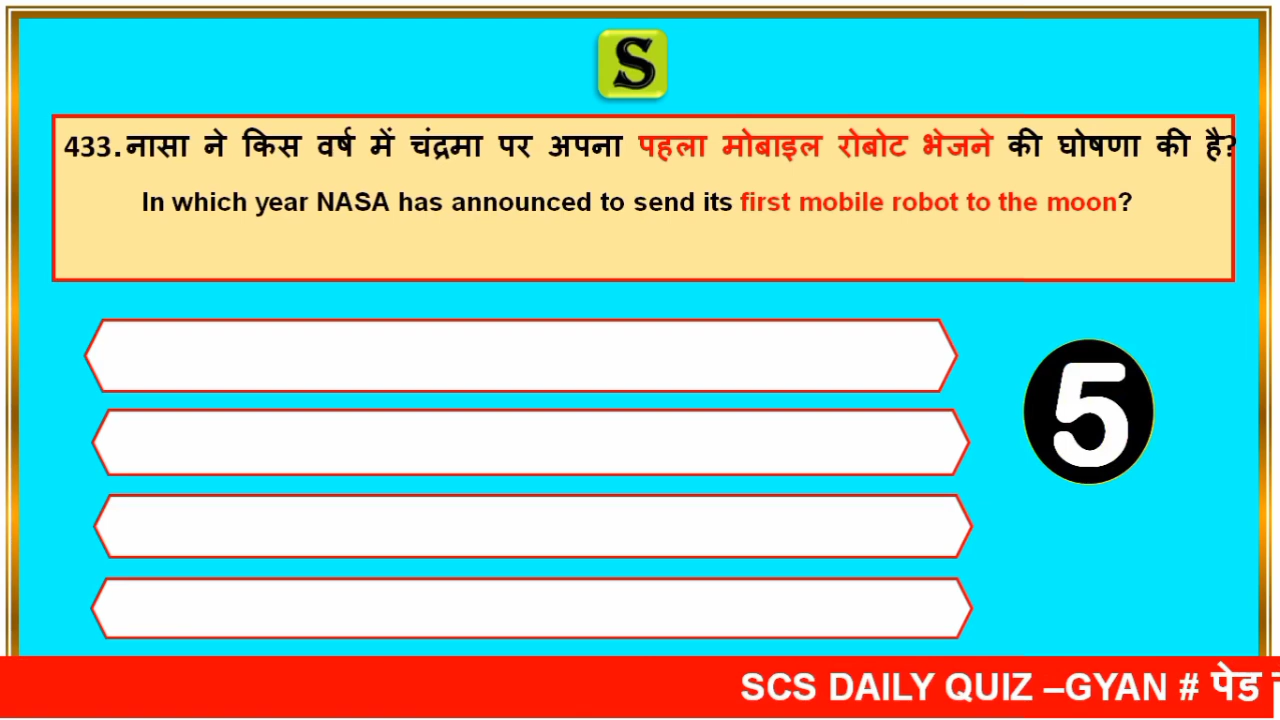 S
433.नासा ने किस वर्ष में चंद्रमा पर अपना पहला मोबाइल रोबोट भेजने की घोषणा की है?
In which year NASA has announced to send its first mobile robot to the moon?
5
SCS DAILY QUIZ –GYAN # पेड